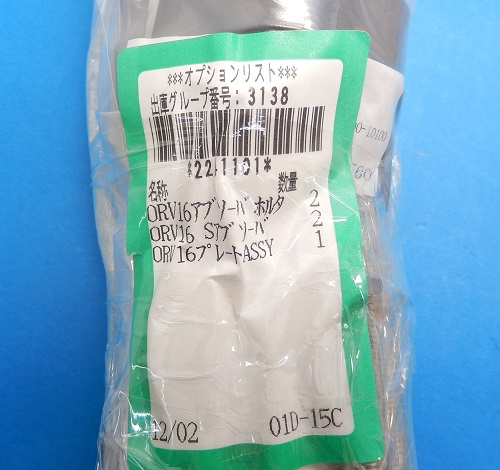 ***オプションリスト***
出庫グループ番号:3138
*22-1101*
名称 数量
ORV16アブソーバホルダ 2
ORV16 Sアブソーバ 2
ORV16プレートASSY 1
12/02 01D-15C
-10100